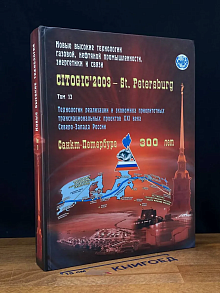 Новые высокие технологии
газовой, нефтяной промышленности,
энергетики и связи
CITOGIC'2003 – St. Petersburg
Том 13
Технологии реализации и экономика приоритетных
транснациональных проектов XXI века
Северо-Запада России
Санкт-Петербургу 300 лет
КНИГОЕД